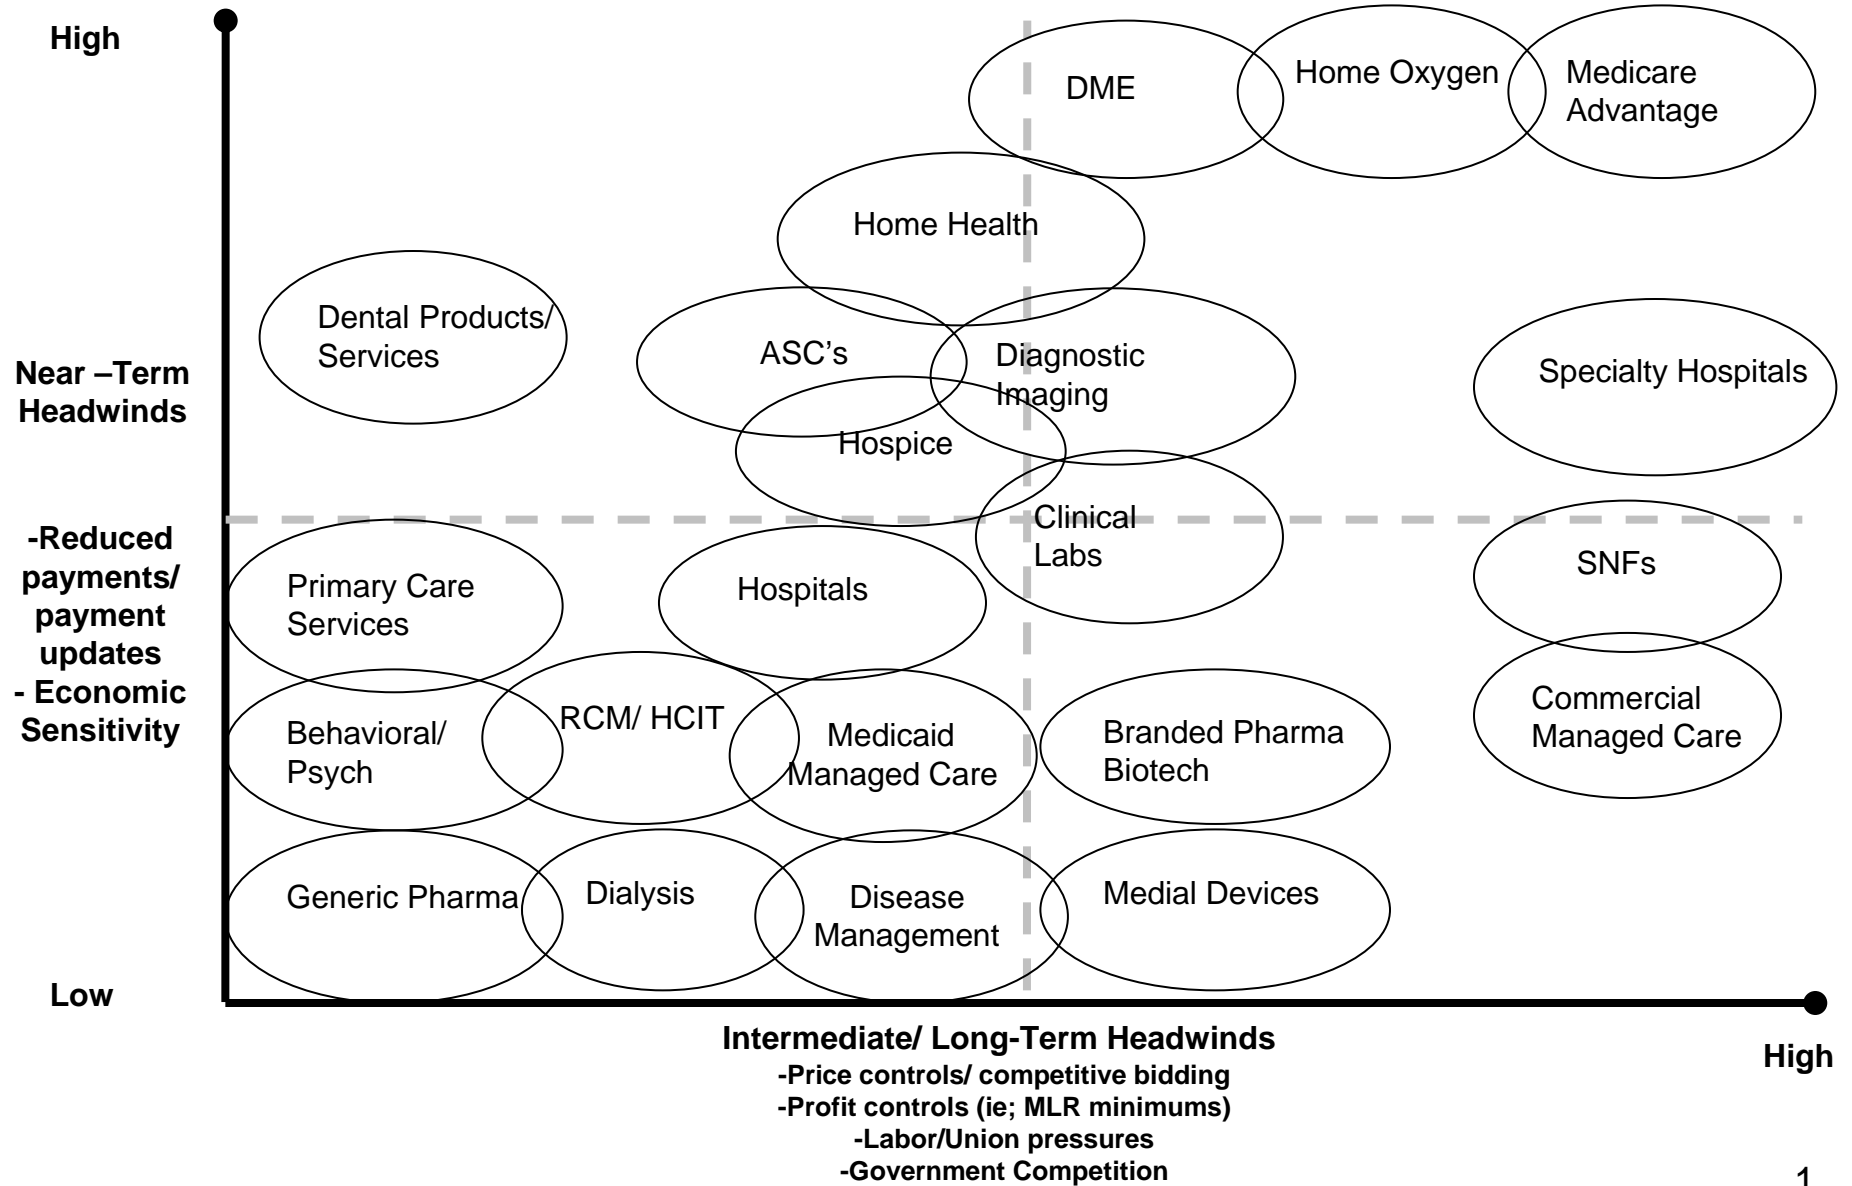 High
DME
Home Oxygen
Medicare
Advantage
Home Health
Dental Products/
Services
ASC’s
Diagnostic
Imaging
Specialty Hospitals
Near –Term
Headwinds
Hospice
-Reduced
payments/
payment
updates
- Economic
Sensitivity
Clinical
Labs
SNFs
Primary Care
Services
Hospitals
Behavioral/
Psych
RCM/ HCIT
Medicaid
Managed Care
Branded Pharma
Biotech
Commercial
Managed Care
Generic Pharma
Dialysis
Disease
Management
Medial Devices
Low
Intermediate/ Long-Term Headwinds
-Price controls/ competitive bidding
-Profit controls (ie; MLR minimums)
-Labor/Union pressures
-Government Competition
High
1